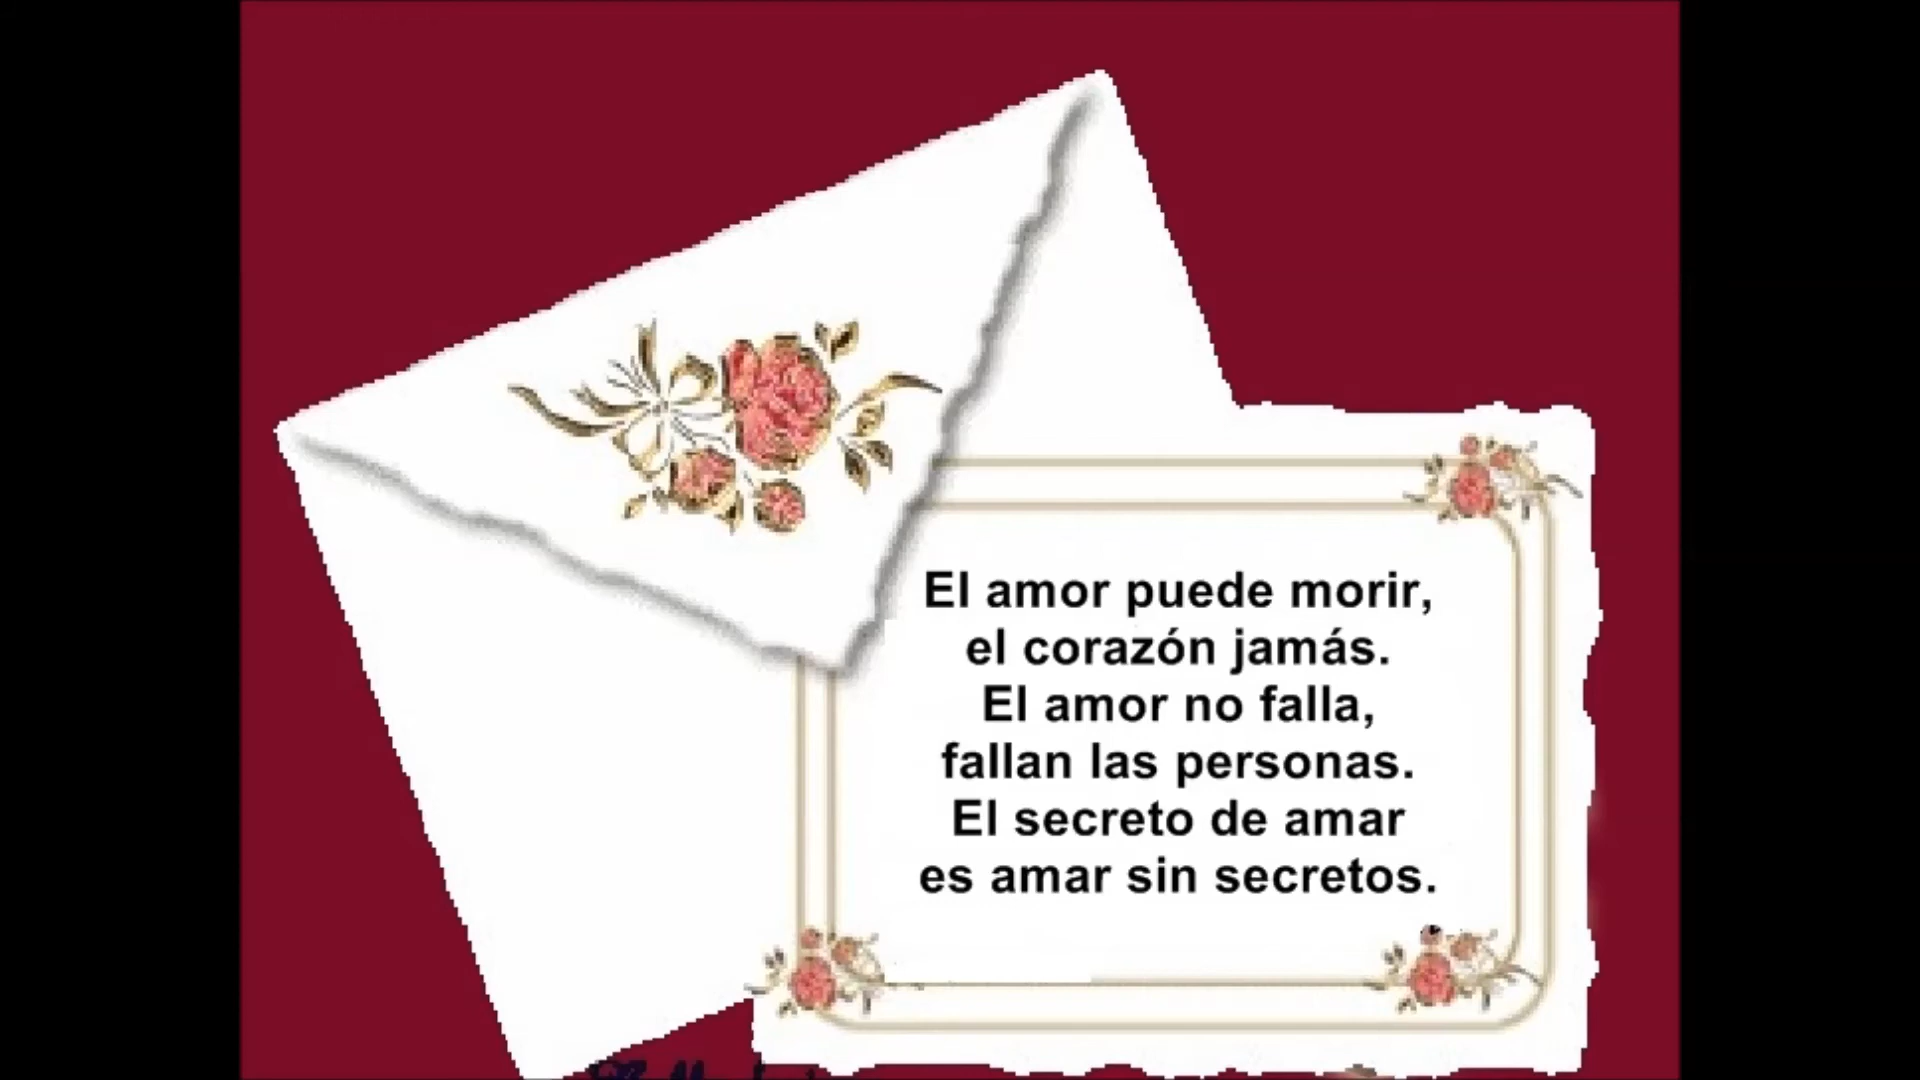 El amor puede morir,
el corazón jamás.
El amor no falla,
fallan las personas.
El secreto de amar
es amar sin secretos.